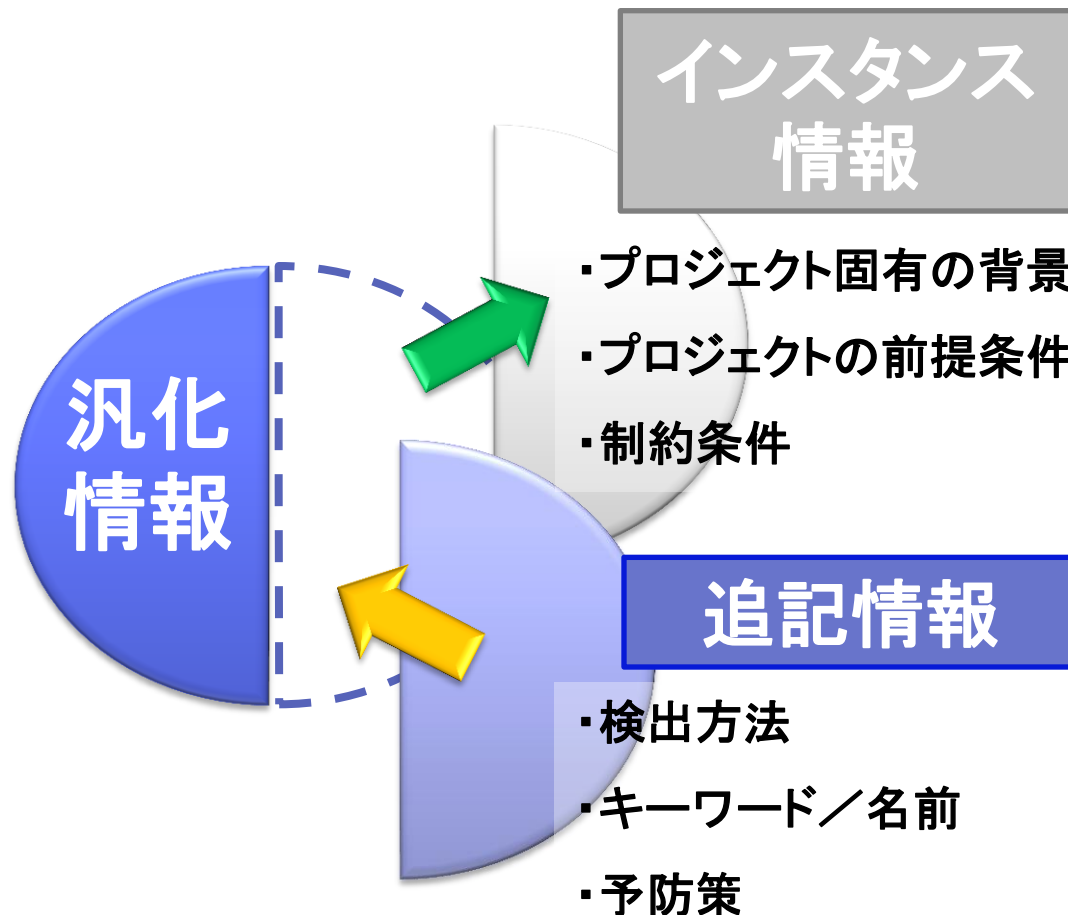 インスタンス
情報
・プロジェクト固有の背景
・プロジェクトの前提条件
・制約条件
汎化
情報
追記情報
・検出方法
・キーワード／名前
・予防策